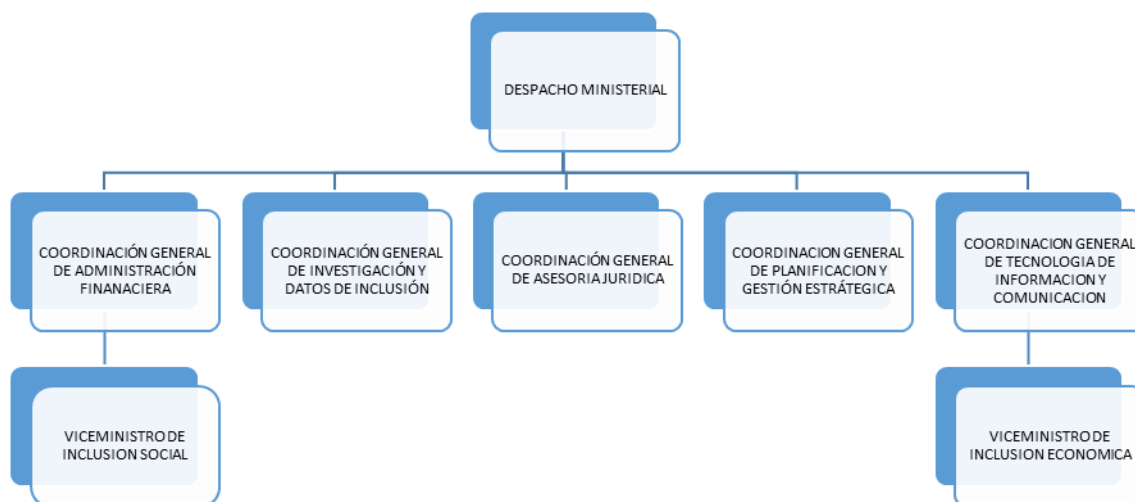 DESPACHO MINISTERIAL
COORDINACIÓN GENERAL
DE ADMINISTRACIÓN
FINANACIERA
COORDINACIÓN GENERAL
DE INVESTIGACIÓN Y
DATOS DE INCLUSIÓN
COORDINACIÓN GENERAL
DE ASESORIA JURIDICA
COORDINACION GENERAL
DE PLANIFICACION Y
GESTIÓN ESTRÁTEGICA
COORDINACION GENERAL
DE TECNOLOGIA DE
INFORMACION Y
COMUNICACION
VICEMINISTRO DE
INCLUSION SOCIAL
VICEMINISTRO DE
INCLUSION ECONOMICA